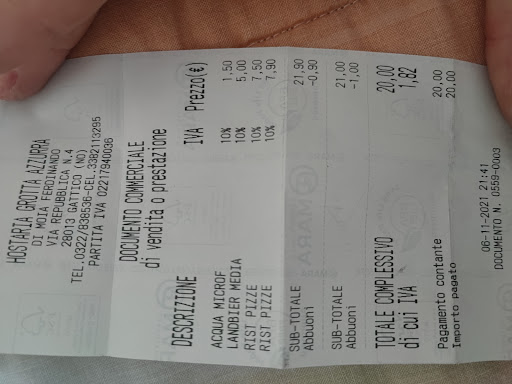 HOSTARIA GROTTA AZZURRA
DI MOIA FERDINANDO
VIA REPUBBLICA N.4
28013 GATTICO (NO)
TEL.0322/838536-CEL.3382113295
PARTITA IVA 02217940036
DOCUMENTO COMMERCIALE
di vendita o prestazione
DESCRIZIONE IVA Prezzo(€)
ACQUA MICROF 10% 1,50
LANDBIER MEDIA 10% 5,00
RIST PIZZE 10% 7,50
RIST PIZZE 10% 7,90
SUB-TOTALE 21,90
Abbuoni -0,90
SUB-TOTALE 21,00
Abbuoni -1,00
TOTALE COMPLESSIVO 20,00
di cui IVA 1,82
Pagamento contante 20,00
Importo pagato 20,00
06-11-2021 21:41
DOCUMENTO N. 0559-0003